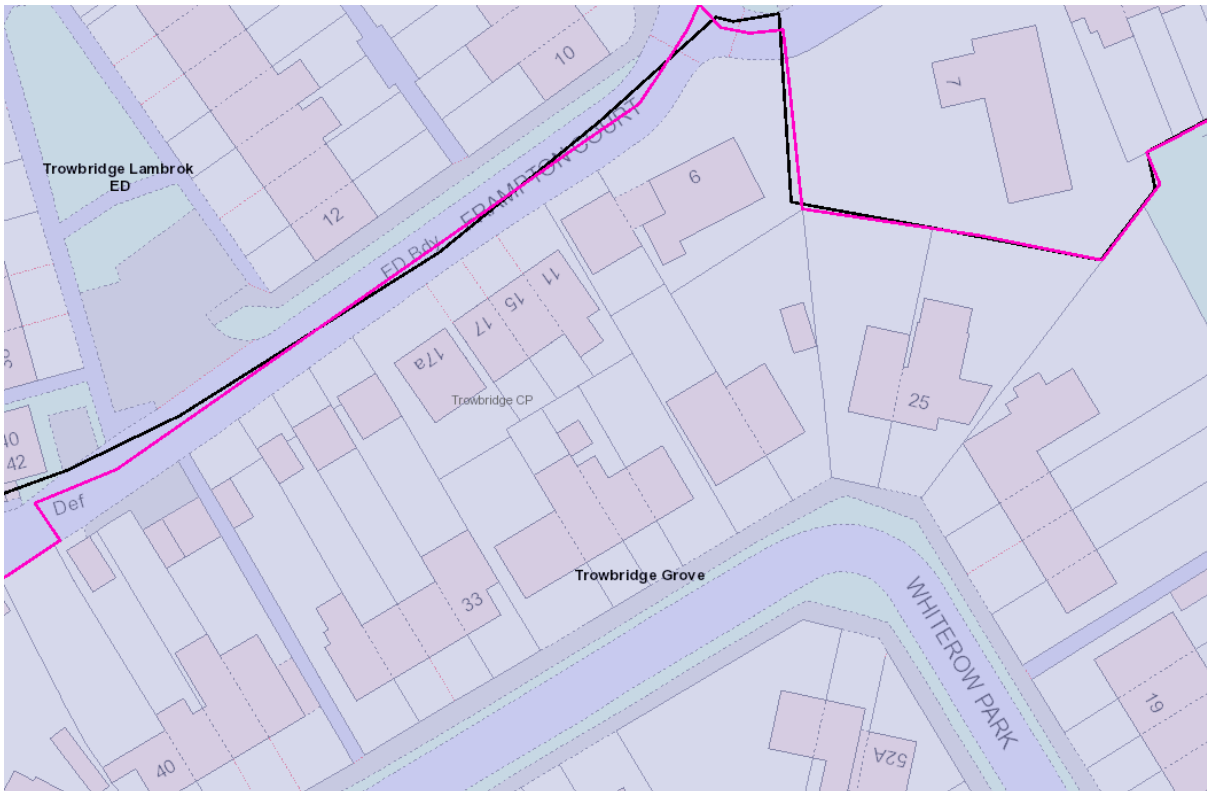 10
7
Trowbridge Lambrok
ED
FRAMPTON COURT
6
12
ED Bdy
11
15
17
17a
Trowbridge CP
25
40
42
Def
Trowbridge Grove
33
WHITEROW PARK
19
40
52A